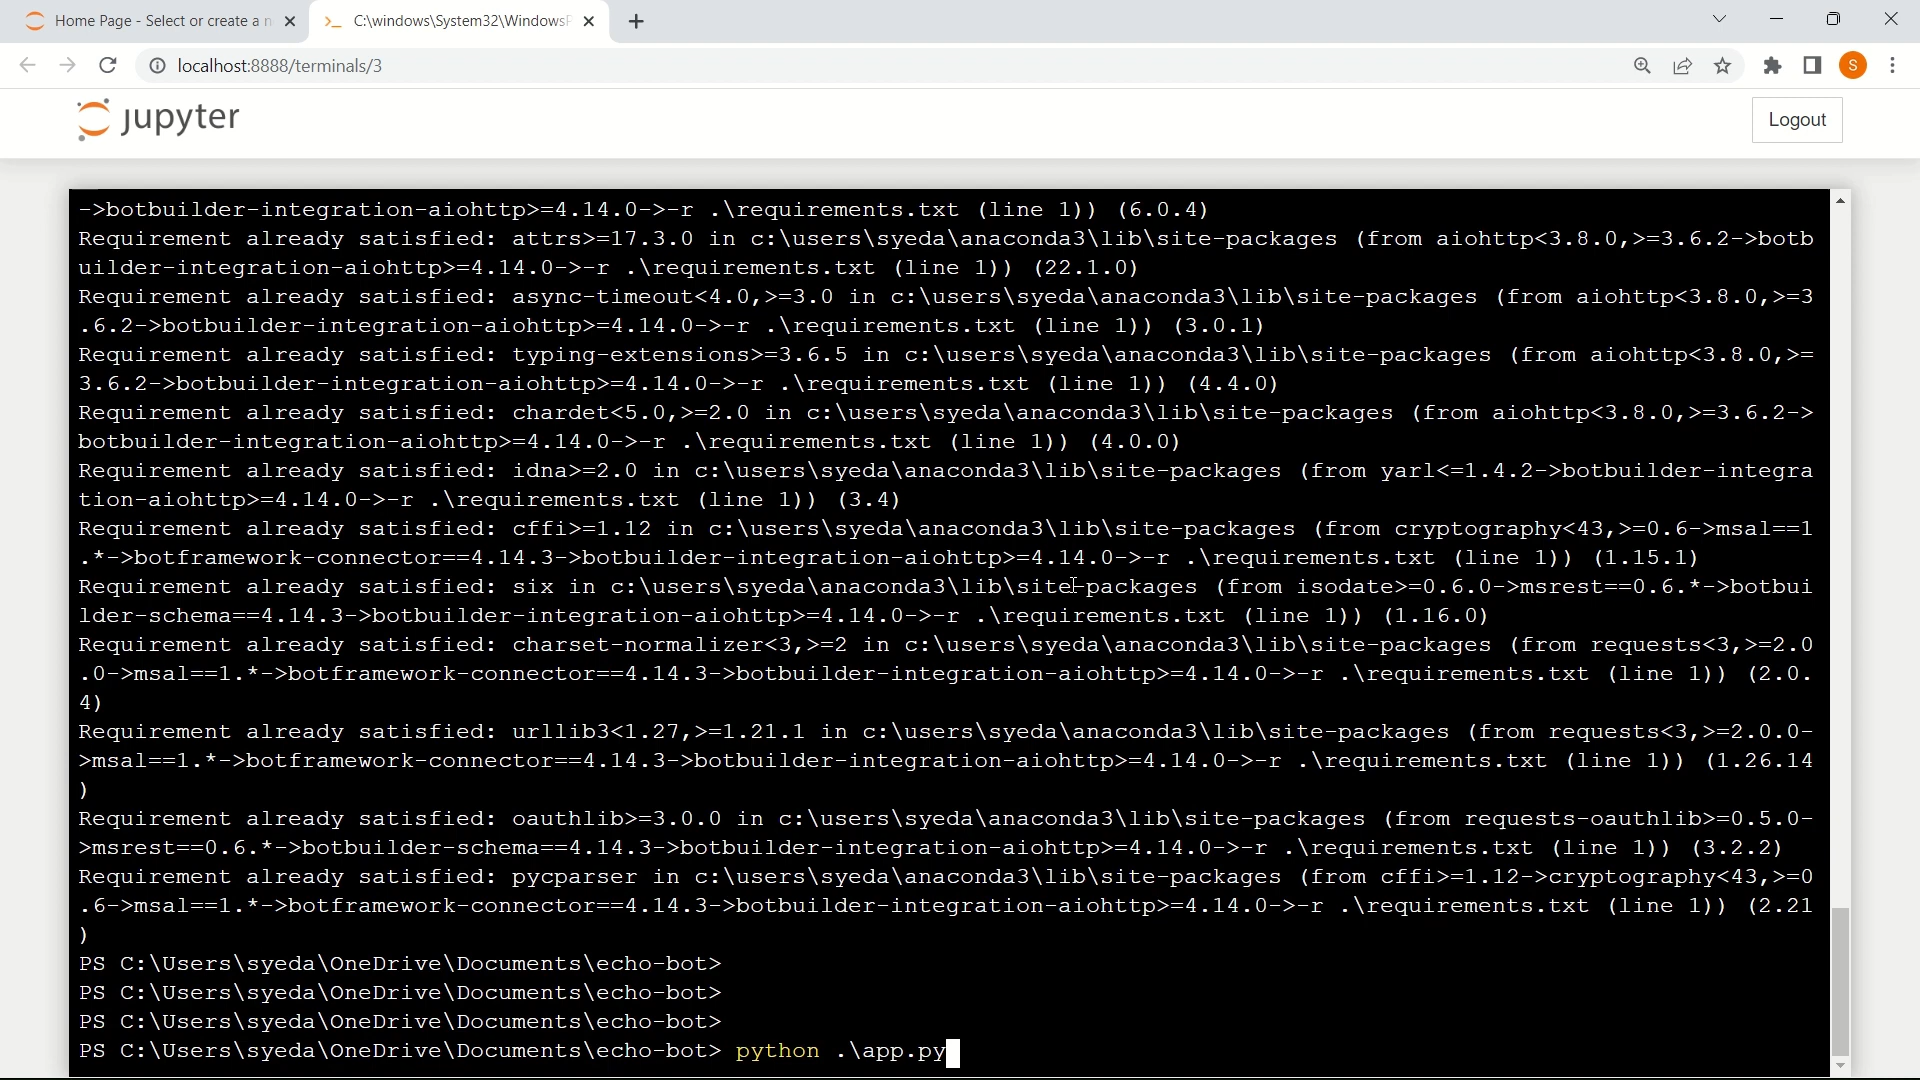 Home Page - Select or create a n
C:\windows\System32\WindowsP
localhost:8888/terminals/3
S
jupyter
Logout
->botbuilder-integration-aiohttp>=4.14.0->-r .\requirements.txt (line 1)) (6.0.4)
Requirement already satisfied: attrs>=17.3.0 in c:\users\syeda\anaconda3\lib\site-packages (from aiohttp<3.8.0,>=3.6.2->botb
uilder-integration-aiohttp>=4.14.0->-r .\requirements.txt (line 1)) (22.1.0)
Requirement already satisfied: async-timeout<4.0,>=3.0 in c:\users\syeda\anaconda3\lib\site-packages (from aiohttp<3.8.0,>=3
.6.2->botbuilder-integration-aiohttp>=4.14.0->-r .\requirements.txt (line 1)) (3.0.1)
Requirement already satisfied: typing-extensions>=3.6.5 in c:\users\syeda\anaconda3\lib\site-packages (from aiohttp<3.8.0,>=
3.6.2->botbuilder-integration-aiohttp>=4.14.0->-r .\requirements.txt (line 1)) (4.4.0)
Requirement already satisfied: chardet<5.0,>=2.0 in c:\users\syeda\anaconda3\lib\site-packages (from aiohttp<3.8.0,>=3.6.2->
botbuilder-integration-aiohttp>=4.14.0->-r .\requirements.txt (line 1)) (4.0.0)
Requirement already satisfied: idna>=2.0 in c:\users\syeda\anaconda3\lib\site-packages (from yarl<=1.4.2->botbuilder-integra
tion-aiohttp>=4.14.0->-r .\requirements.txt (line 1)) (3.4)
Requirement already satisfied: cffi>=1.12 in c:\users\syeda\anaconda3\lib\site-packages (from cryptography<43,>=0.6->msal==1
.*->botframework-connector==4.14.3->botbuilder-integration-aiohttp>=4.14.0->-r .\requirements.txt (line 1)) (1.15.1)
Requirement already satisfied: six in c:\users\syeda\anaconda3\lib\site-packages (from isodate>=0.6.0->msrest==0.6.*->botbui
lder-schema==4.14.3->botbuilder-integration-aiohttp>=4.14.0->-r .\requirements.txt (line 1)) (1.16.0)
Requirement already satisfied: charset-normalizer<3,>=2 in c:\users\syeda\anaconda3\lib\site-packages (from requests<3,>=2.0
.0->msal==1.*->botframework-connector==4.14.3->botbuilder-integration-aiohttp>=4.14.0->-r .\requirements.txt (line 1)) (2.0.
4)
Requirement already satisfied: urllib3<1.27,>=1.21.1 in c:\users\syeda\anaconda3\lib\site-packages (from requests<3,>=2.0.0-
>msal==1.*->botframework-connector==4.14.3->botbuilder-integration-aiohttp>=4.14.0->-r .\requirements.txt (line 1)) (1.26.14
)
Requirement already satisfied: oauthlib>=3.0.0 in c:\users\syeda\anaconda3\lib\site-packages (from requests-oauthlib>=0.5.0-
>msrest==0.6.*->botbuilder-schema==4.14.3->botbuilder-integration-aiohttp>=4.14.0->-r .\requirements.txt (line 1)) (3.2.2)
Requirement already satisfied: pycparser in c:\users\syeda\anaconda3\lib\site-packages (from cffi>=1.12->cryptography<43,>=0
.6->msal==1.*->botframework-connector==4.14.3->botbuilder-integration-aiohttp>=4.14.0->-r .\requirements.txt (line 1)) (2.21
)
PS C:\Users\syeda\OneDrive\Documents\echo-bot>
PS C:\Users\syeda\OneDrive\Documents\echo-bot>
PS C:\Users\syeda\OneDrive\Documents\echo-bot>
PS C:\Users\syeda\OneDrive\Documents\echo-bot> python .\app.py